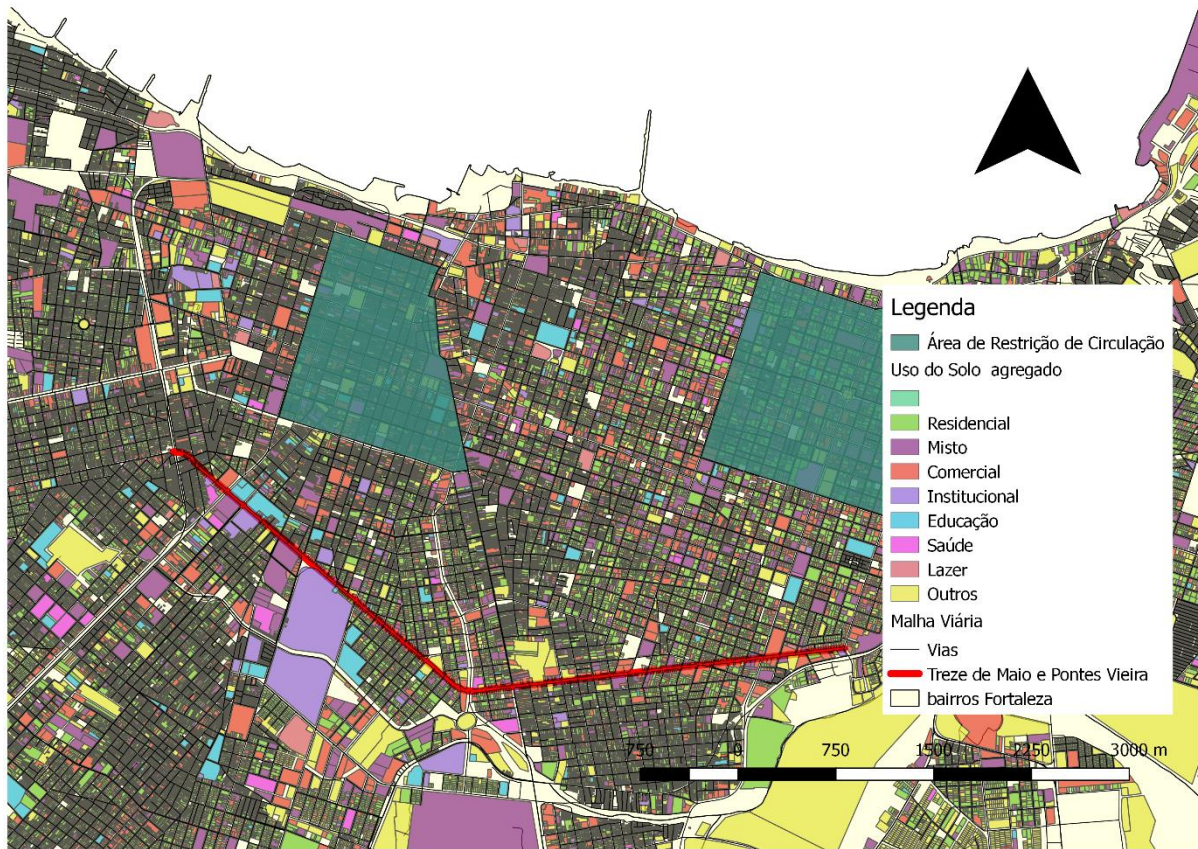 Legenda
Área de Restrição de Circulação
Uso do Solo agregado
Residencial
Misto
Comercial
Institucional
Educação
Saúde
Lazer
Outros
Malha Viária
Vias
Treze de Maio e Pontes Vieira
bairros Fortaleza
750 0 750 1500 2250 3000 m